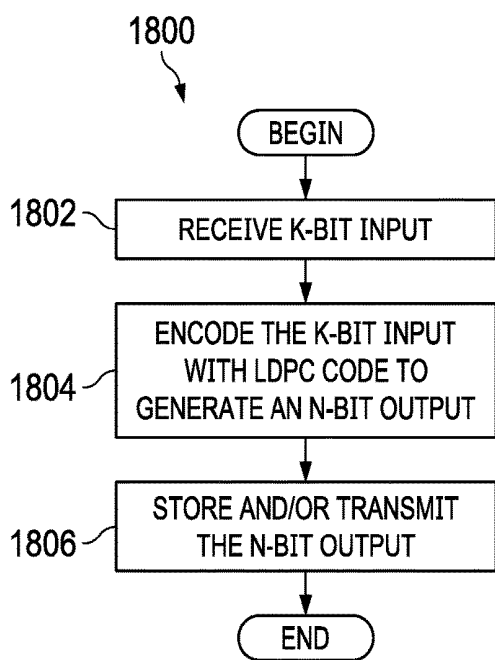 1800
BEGIN
1802
RECEIVE K-BIT INPUT
1804
ENCODE THE K-BIT INPUT
WITH LDPC CODE TO
GENERATE AN N-BIT OUTPUT
1806
STORE AND/OR TRANSMIT
THE N-BIT OUTPUT
END